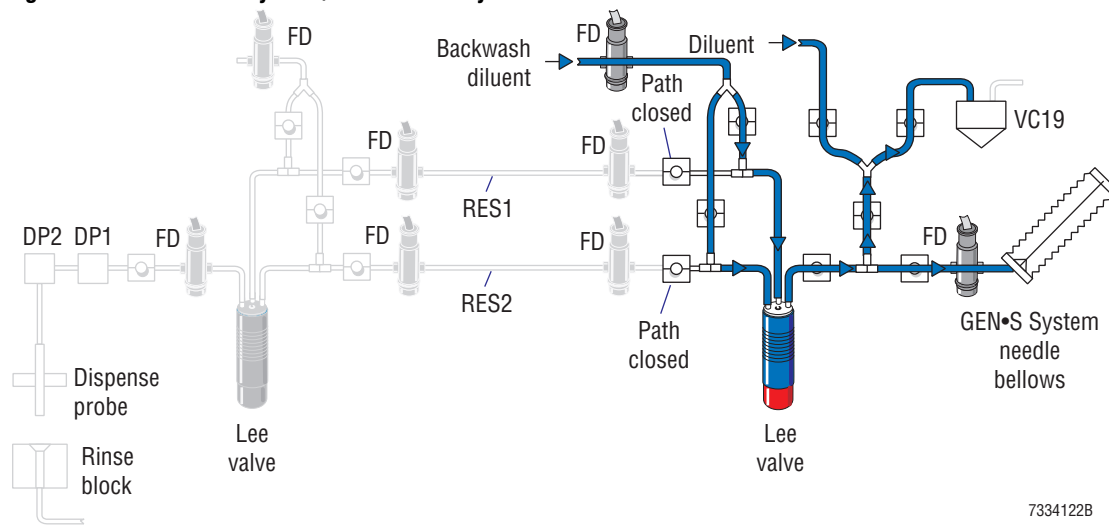 FD
Backwash
diluent
FD
Diluent
Path
closed
VC19
FD
FD
RES1
DP2
DP1
FD
FD
FD
FD
RES2
Path
closed
GEN•S System
needle
bellows
Dispense
probe
Lee
valve
Lee
valve
Rinse
block
7334122B